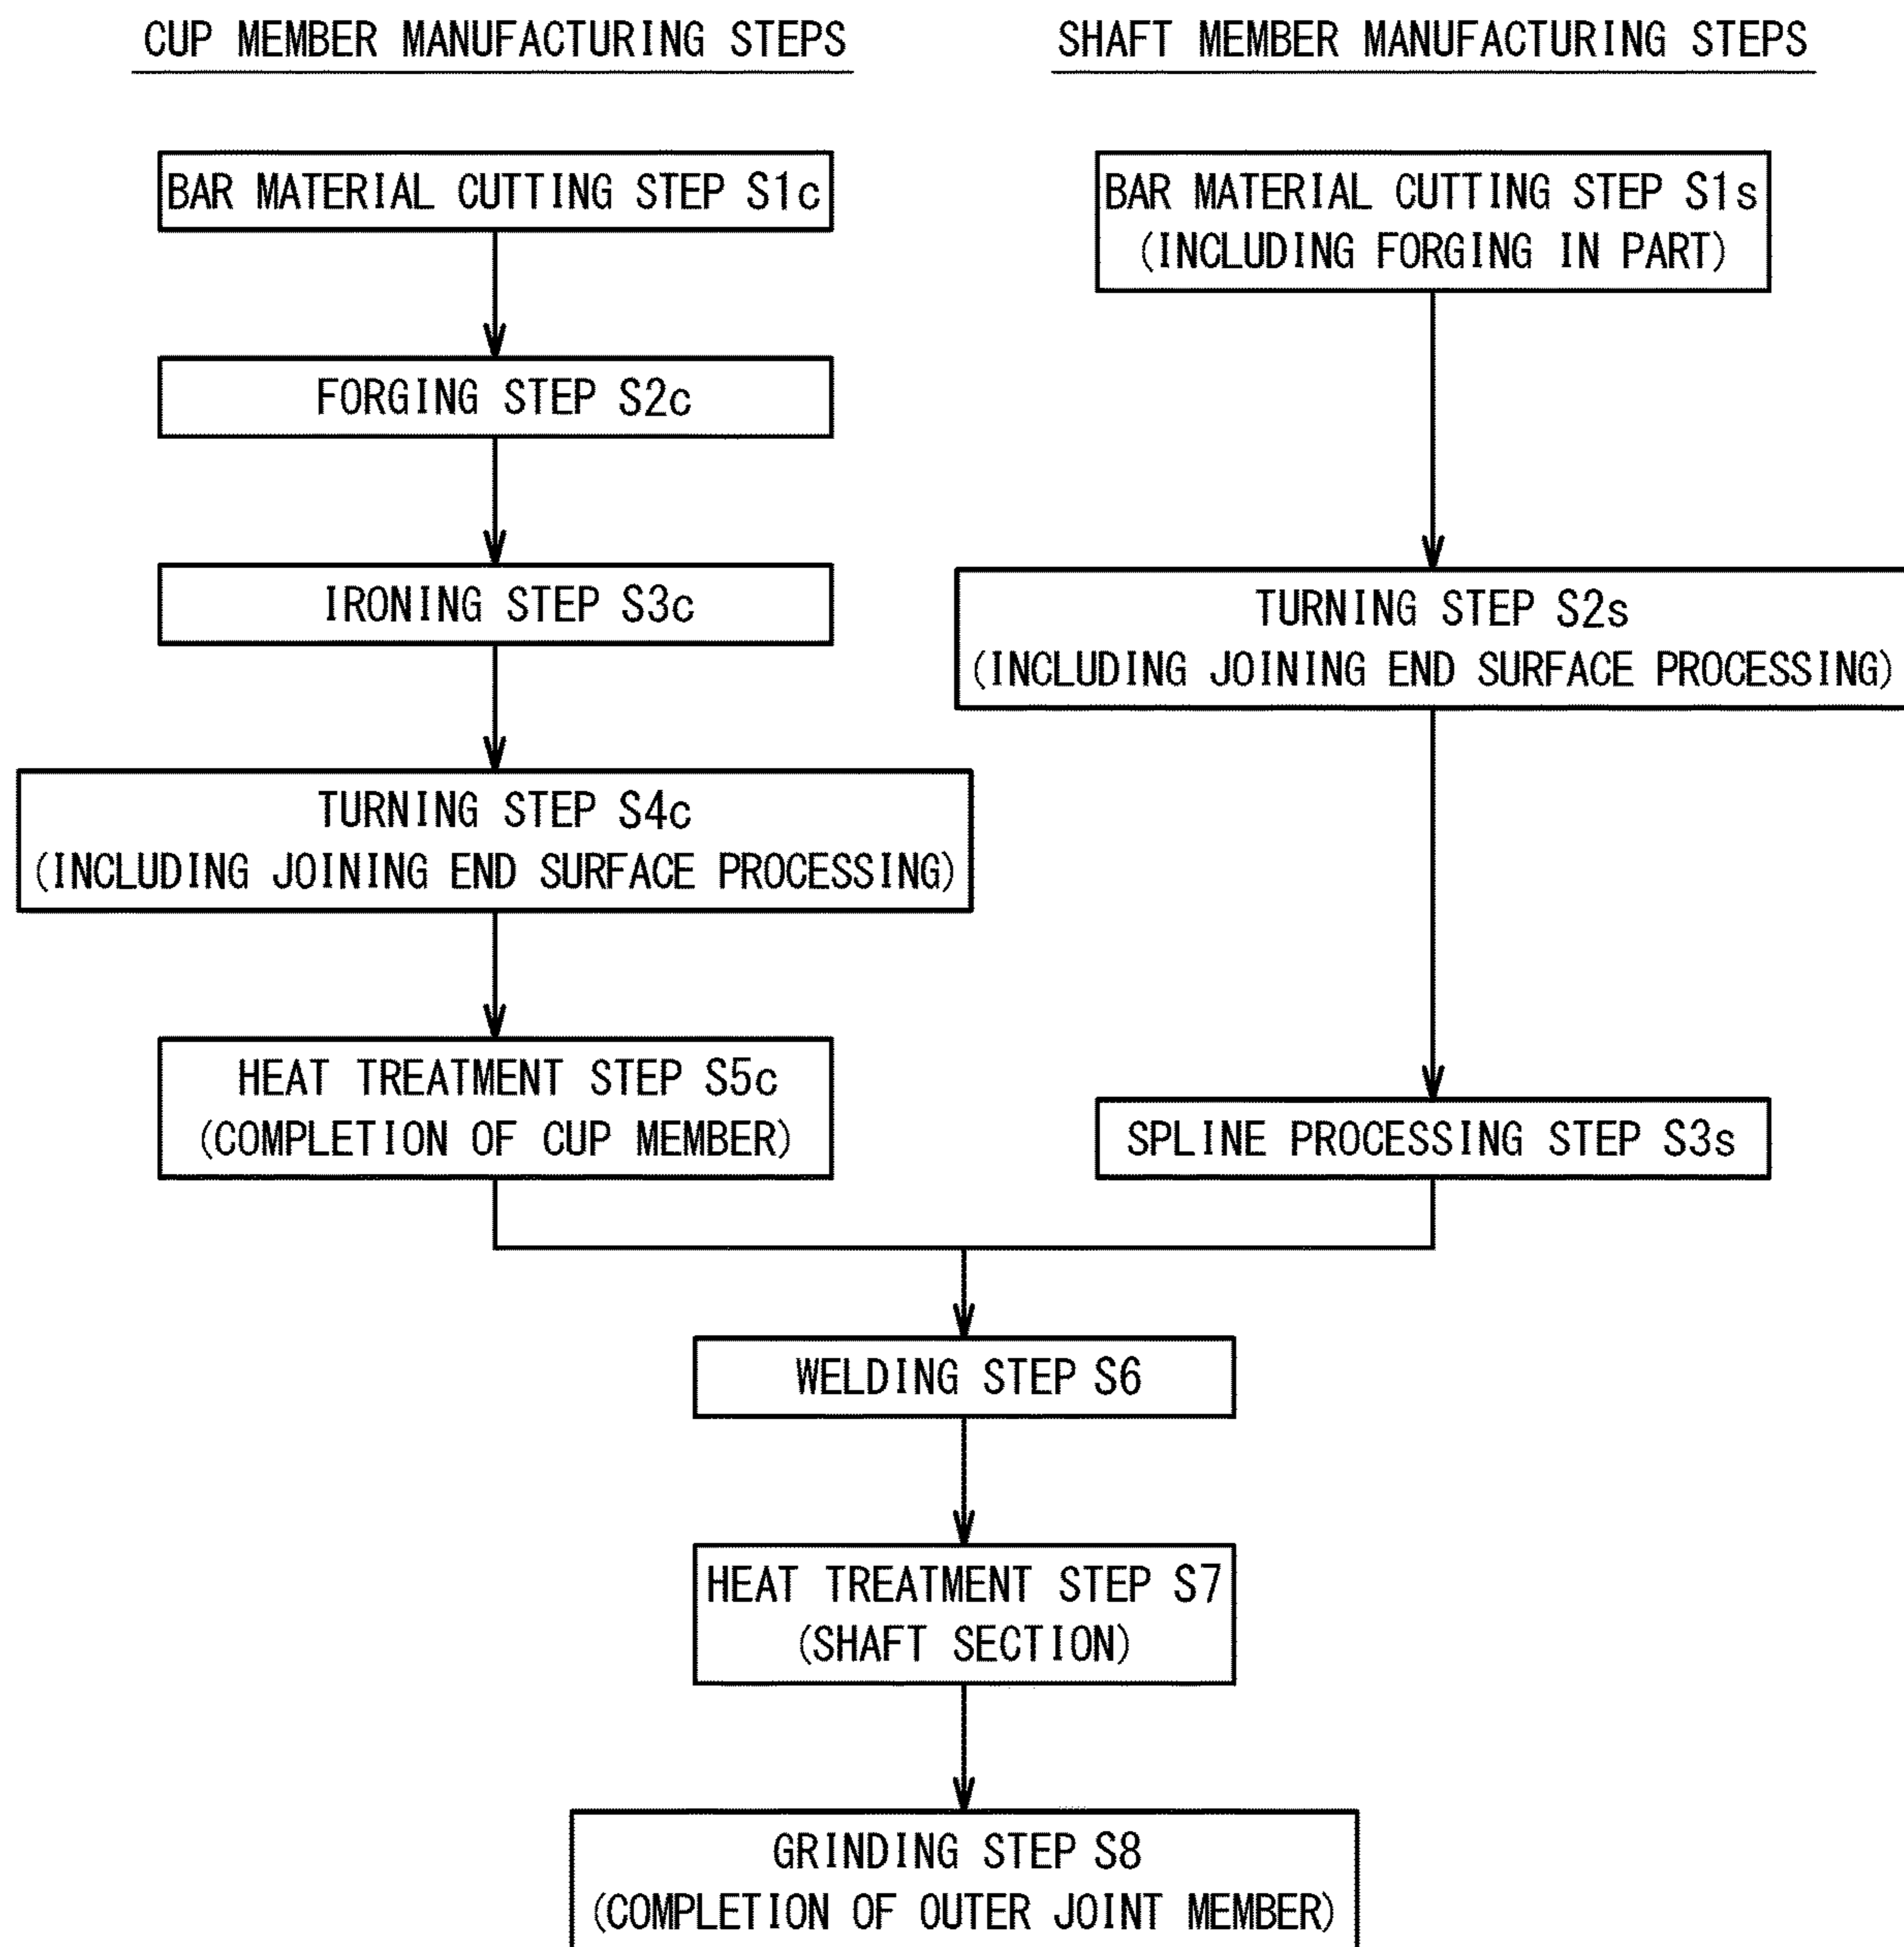 CUP MEMBER MANUFACTURING STEPS
BAR MATERIAL CUTTING STEP S1c
FORGING STEP S2c
IRONING STEP S3c
TURNING STEP S4c
(INCLUDING JOINING END SURFACE PROCESSING)
HEAT TREATMENT STEP S5c
(COMPLETION OF CUP MEMBER)
SHAFT MEMBER MANUFACTURING STEPS
BAR MATERIAL CUTTING STEP S1s
(INCLUDING FORGING IN PART)
TURNING STEP S2s
(INCLUDING JOINING END SURFACE PROCESSING)
SPLINE PROCESSING STEP S3s
WELDING STEP S6
HEAT TREATMENT STEP S7
(SHAFT SECTION)
GRINDING STEP S8
(COMPLETION OF OUTER JOINT MEMBER)